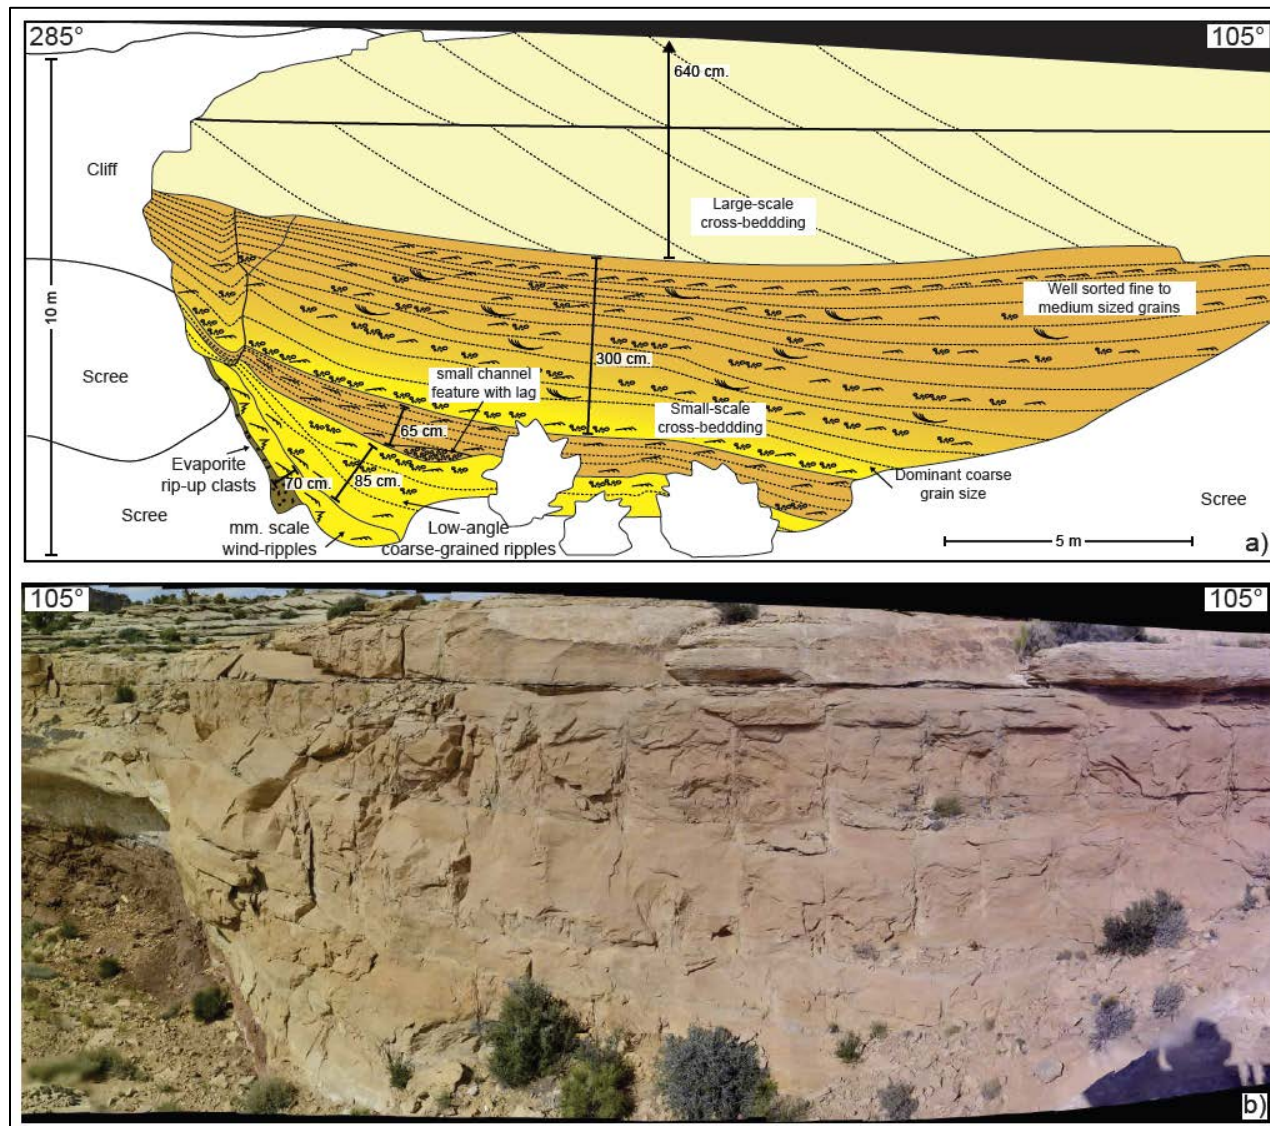 285°
105°
640 cm.
Cliff
10 m
Large-scale
cross-beddding
Well sorted fine to
medium sized grains
300 cm.
Scree
small channel
feature with lag
Small-scale
cross-beddding
65 cm.
Evaporite
rip-up clasts
70 cm.
85 cm.
Dominant coarse
grain size
Scree
Scree
mm. scale
wind-ripples
Low-angle
coarse-grained ripples
5 m
a)
105°
105°
b)